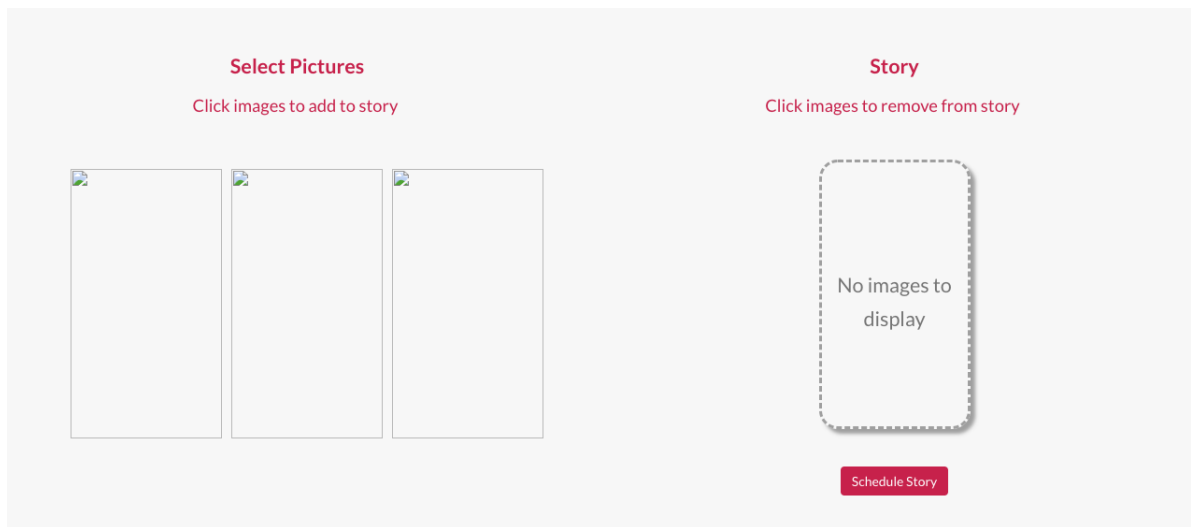 Select Pictures
Click images to add to story
Story
Click images to remove from story
No images to
display
Schedule Story